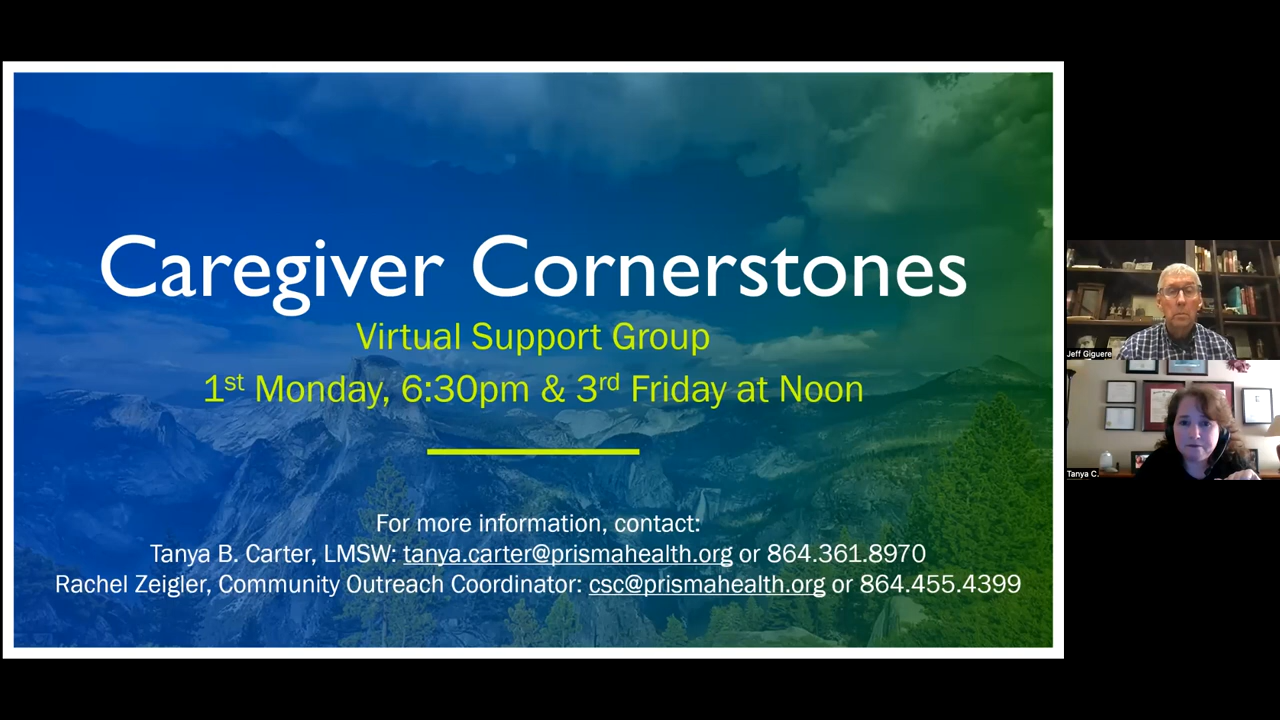 Caregiver Cornerstones
Virtual Support Group
1st Monday, 6:30pm & 3rd Friday at Noon
For more information, contact:
Tanya B. Carter, LMSW: tanya.carter@prismahealth.org or 864.361.8970
Rachel Zeigler, Community Outreach Coordinator: csc@prismahealth.org or 864.455.4399
Jeff Giguere
Tanya C.